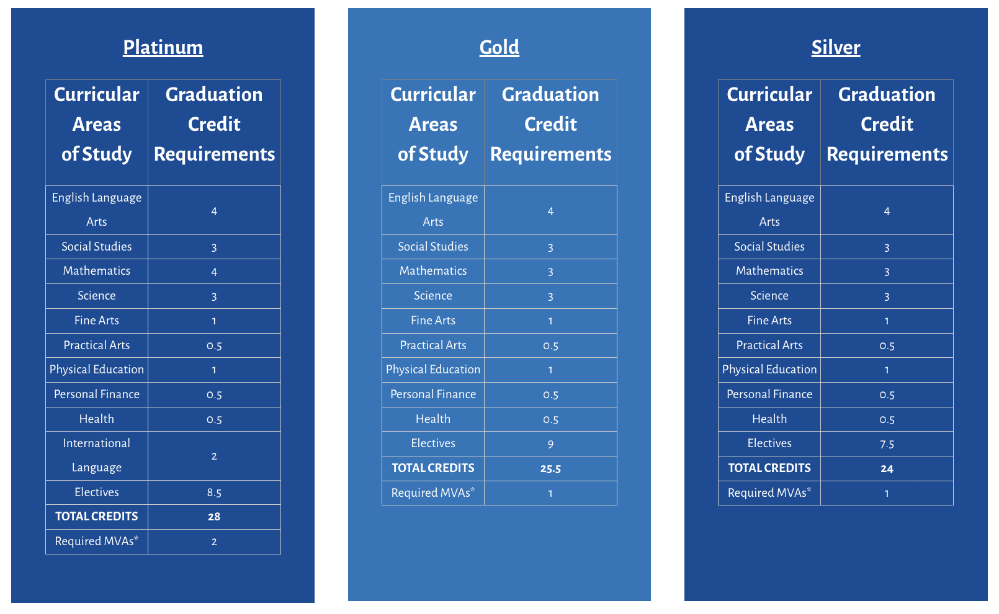 Platinum
Curricular
Areas
of Study
Graduation
Credit
Requirements
English Language
Arts
4
Social Studies
3
Mathematics
4
Science
3
Fine Arts
1
Practical Arts
0.5
Physical Education
1
Personal Finance
0.5
Health
0.5
International
Language
2
Electives
8.5
TOTAL CREDITS
28
Required MVAs*
2
Gold
Curricular
Areas
of Study
Graduation
Credit
Requirements
English Language
Arts
4
Social Studies
3
Mathematics
3
Science
3
Fine Arts
1
Practical Arts
0.5
Physical Education
1
Personal Finance
0.5
Health
0.5
Electives
9
TOTAL CREDITS
25.5
Required MVAs*
1
Silver
Curricular
Areas
of Study
Graduation
Credit
Requirements
English Language
Arts
4
Social Studies
3
Mathematics
3
Science
3
Fine Arts
1
Practical Arts
0.5
Physical Education
1
Personal Finance
0.5
Health
0.5
Electives
7.5
TOTAL CREDITS
24
Required MVAs*
1